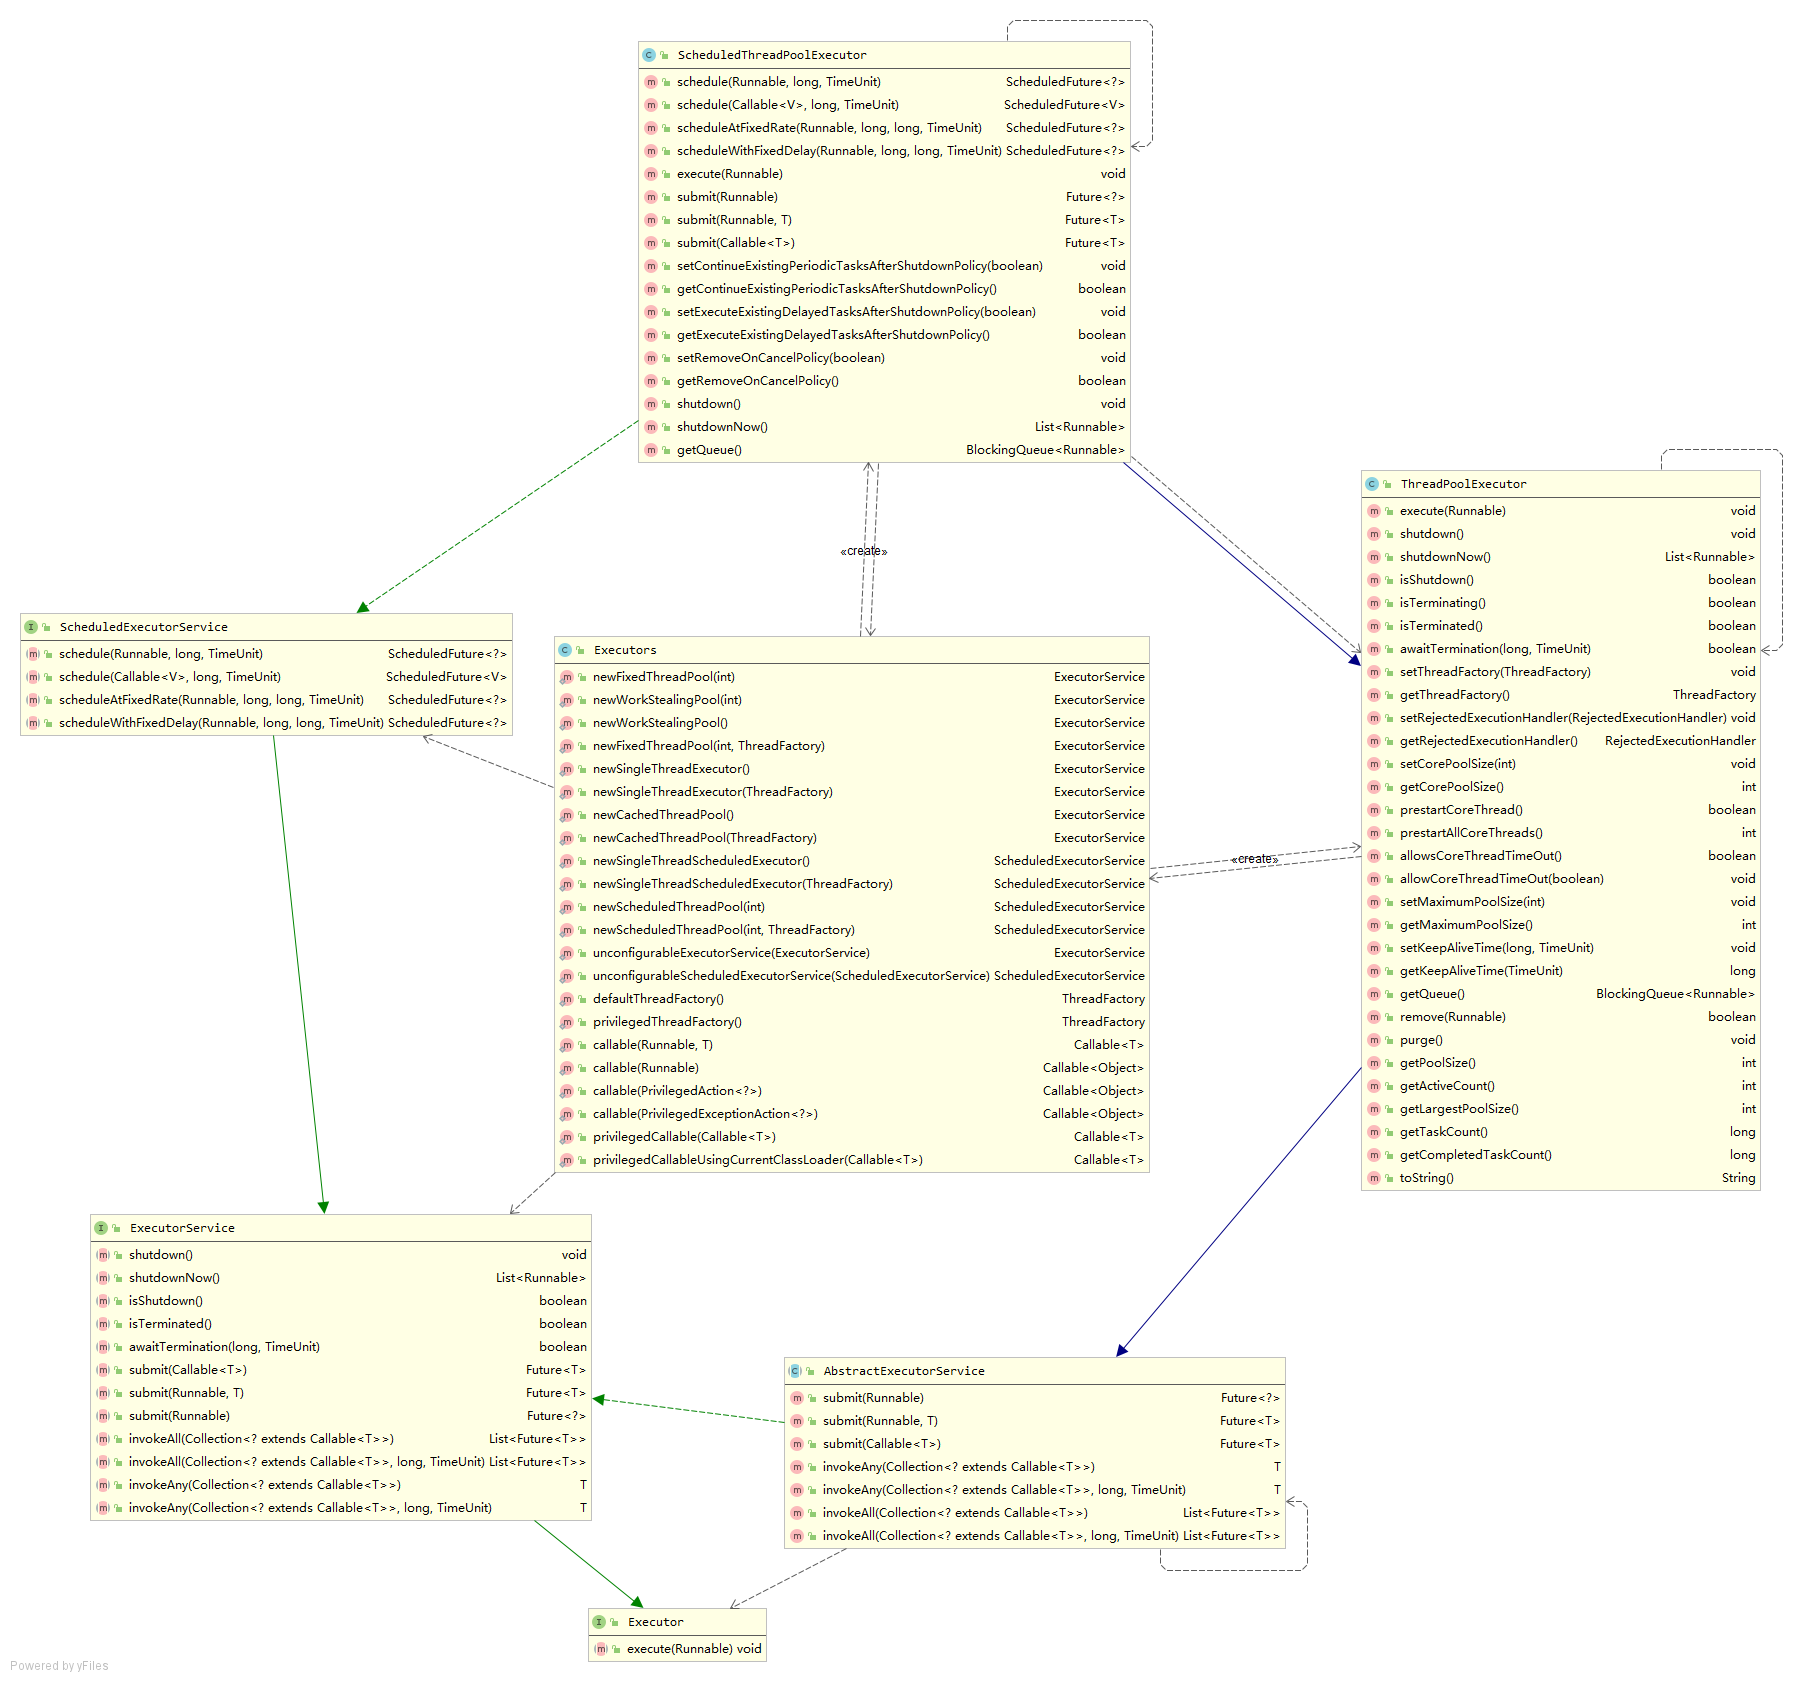 ScheduledThreadPoolExecutor
schedule(Runnable, long, TimeUnit) ScheduledFuture<?>
schedule(Callable<V>, long, TimeUnit) ScheduledFuture<V>
scheduleAtFixedRate(Runnable, long, long, TimeUnit) ScheduledFuture<?>
scheduleWithFixedDelay(Runnable, long, long, TimeUnit) ScheduledFuture<?>
execute(Runnable) void
submit(Runnable) Future<?>
submit(Runnable, T) Future<T>
submit(Callable<T>) Future<T>
setContinueExistingPeriodicTasksAfterShutdownPolicy(boolean) void
getContinueExistingPeriodicTasksAfterShutdownPolicy() boolean
setExecuteExistingDelayedTasksAfterShutdownPolicy(boolean) void
getExecuteExistingDelayedTasksAfterShutdownPolicy() boolean
setRemoveOnCancelPolicy(boolean) void
getRemoveOnCancelPolicy() boolean
shutdown() void
shutdownNow() List<Runnable>
getQueue() BlockingQueue<Runnable>
ThreadPoolExecutor
execute(Runnable) void
shutdown() void
shutdownNow() List<Runnable>
isShutdown() boolean
isTerminating() boolean
isTerminated() boolean
awaitTermination(long, TimeUnit) boolean
setThreadFactory(ThreadFactory) void
getThreadFactory() ThreadFactory
setRejectedExecutionHandler(RejectedExecutionHandler) void
getRejectedExecutionHandler() RejectedExecutionHandler
setCorePoolSize(int) void
getCorePoolSize() int
prestartCoreThread() boolean
prestartAllCoreThreads() int
allowsCoreThreadTimeOut() boolean
allowCoreThreadTimeOut(boolean) void
setMaximumPoolSize(int) void
getMaximumPoolSize() int
setKeepAliveTime(long, TimeUnit) void
getKeepAliveTime(TimeUnit) long
getQueue() BlockingQueue<Runnable>
remove(Runnable) boolean
purge() void
getPoolSize() int
getActiveCount() int
getLargestPoolSize() int
getTaskCount() long
getCompletedTaskCount() long
toString() String
«create»
ScheduledExecutorService
schedule(Runnable, long, TimeUnit) ScheduledFuture<?>
schedule(Callable<V>, long, TimeUnit) ScheduledFuture<V>
scheduleAtFixedRate(Runnable, long, long, TimeUnit) ScheduledFuture<?>
scheduleWithFixedDelay(Runnable, long, long, TimeUnit) ScheduledFuture<?>
Executors
newFixedThreadPool(int) ExecutorService
newWorkStealingPool(int) ExecutorService
newWorkStealingPool() ExecutorService
newFixedThreadPool(int, ThreadFactory) ExecutorService
newSingleThreadExecutor() ExecutorService
newSingleThreadExecutor(ThreadFactory) ExecutorService
newCachedThreadPool() ExecutorService
newCachedThreadPool(ThreadFactory) ExecutorService
newSingleThreadScheduledExecutor() ScheduledExecutorService
newSingleThreadScheduledExecutor(ThreadFactory) ScheduledExecutorService
newScheduledThreadPool(int) ScheduledExecutorService
newScheduledThreadPool(int, ThreadFactory) ScheduledExecutorService
unconfigurableExecutorService(ExecutorService) ExecutorService
unconfigurableScheduledExecutorService(ScheduledExecutorService) ScheduledExecutorService
defaultThreadFactory() ThreadFactory
privilegedThreadFactory() ThreadFactory
callable(Runnable, T) Callable<T>
callable(Runnable) Callable<Object>
callable(PrivilegedAction<?>) Callable<Object>
callable(PrivilegedExceptionAction<?>) Callable<Object>
privilegedCallable(Callable<T>) Callable<T>
privilegedCallableUsingCurrentClassLoader(Callable<T>) Callable<T>
«create»
ExecutorService
shutdown() void
shutdownNow() List<Runnable>
isShutdown() boolean
isTerminated() boolean
awaitTermination(long, TimeUnit) boolean
submit(Callable<T>) Future<T>
submit(Runnable, T) Future<T>
submit(Runnable) Future<?>
invokeAll(Collection<? extends Callable<T>>) List<Future<T>>
invokeAll(Collection<? extends Callable<T>>, long, TimeUnit) List<Future<T>>
invokeAny(Collection<? extends Callable<T>>) T
invokeAny(Collection<? extends Callable<T>>, long, TimeUnit) T
AbstractExecutorService
submit(Runnable) Future<?>
submit(Runnable, T) Future<T>
submit(Callable<T>) Future<T>
invokeAny(Collection<? extends Callable<T>>) T
invokeAny(Collection<? extends Callable<T>>, long, TimeUnit) T
invokeAll(Collection<? extends Callable<T>>) List<Future<T>>
invokeAll(Collection<? extends Callable<T>>, long, TimeUnit) List<Future<T>>
Executor
execute(Runnable) void
Powered by yFiles